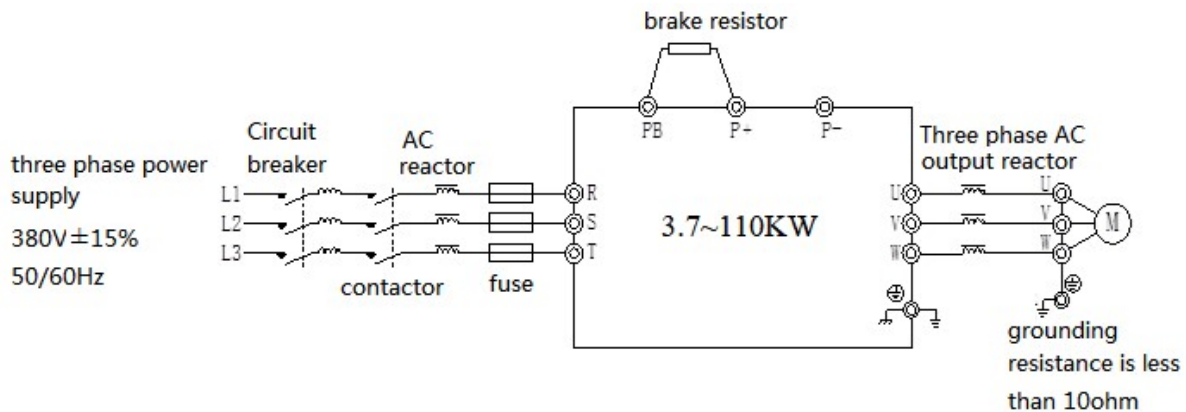 brake resistor
PB
P+
P-
Circuit
breaker
AC
reactor
three phase power
supply
380V±15%
50/60Hz
L1
L2
L3
contactor
fuse
R
S
T
3.7~110KW
U
V
W
Three phase AC
output reactor
U
V
W
M
grounding
resistance is less
than 10ohm